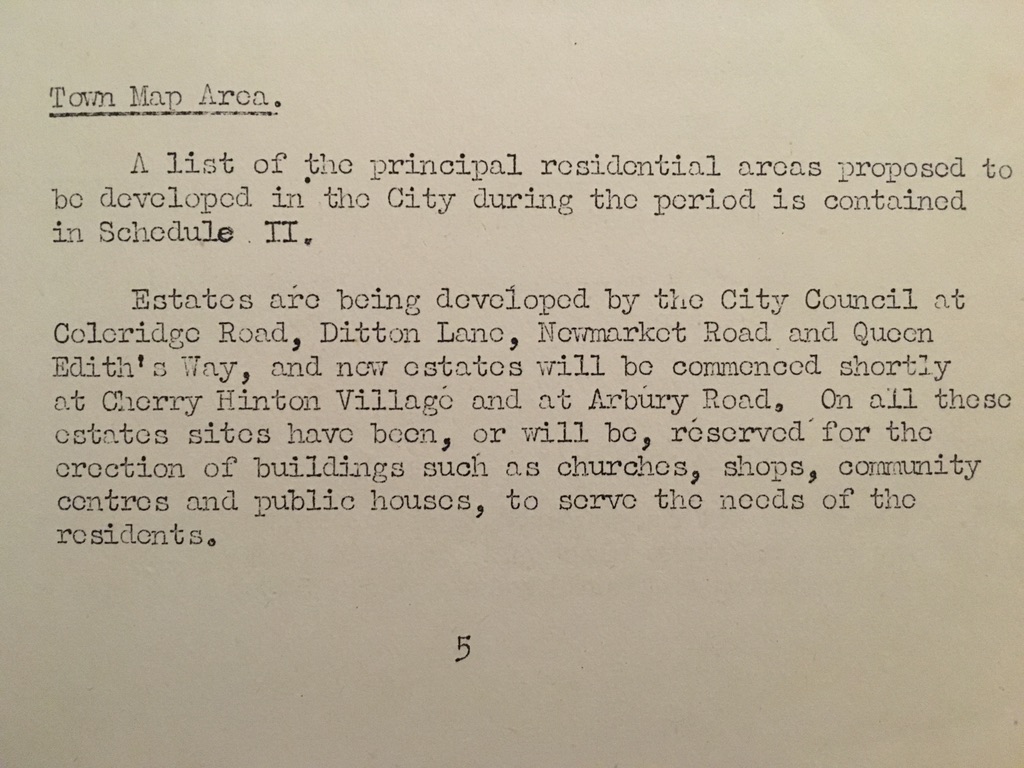 Town Map Area.
A list of the principal residential areas proposed to
be developed in the City during the period is contained
in Schedule II.
Estates are being developed by the City Council at
Coleridge Road, Ditton Lane, Newmarket Road and Queen
Edith's Way, and new estates will be commenced shortly
at Cherry Hinton Village and at Arbury Road. On all these
estates sites have been, or will be, reserved for the
erection of buildings such as churches, shops, community
centres and public houses, to serve the needs of the
residents.
5